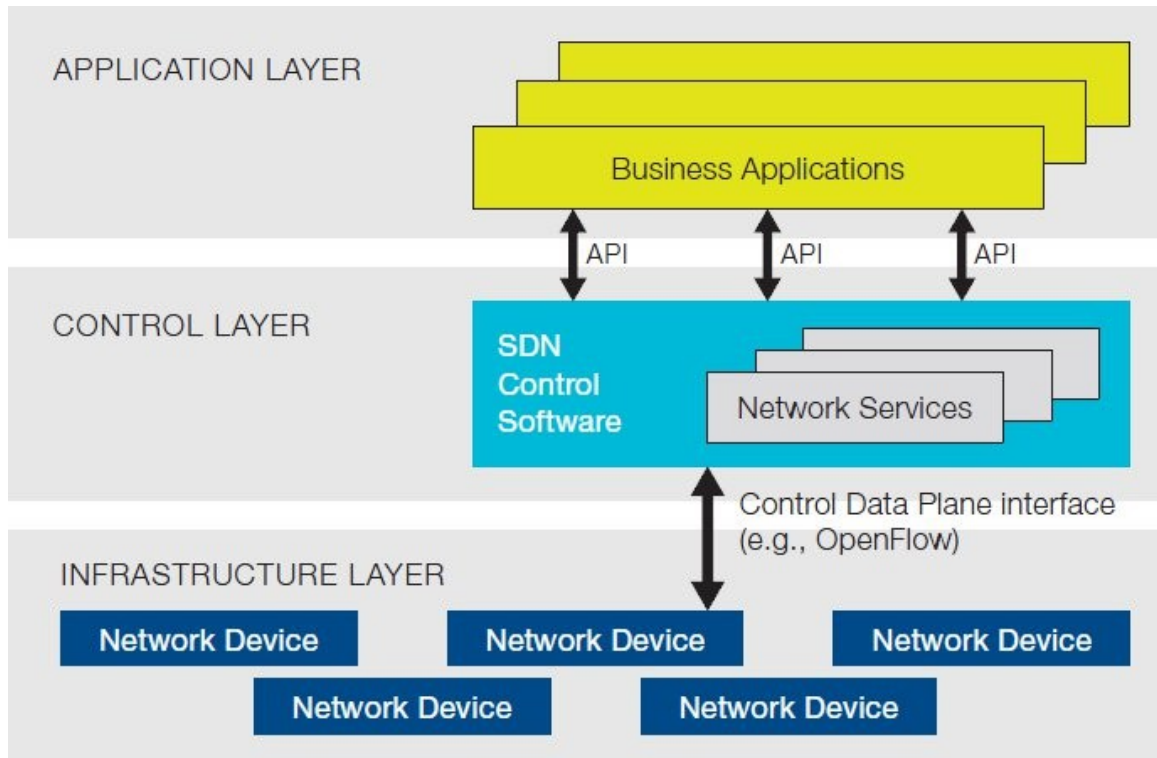 APPLICATION LAYER
Business Applications
API
API
API
CONTROL LAYER
SDN
Control
Software
Network Services
Control Data Plane interface
(e.g., OpenFlow)
INFRASTRUCTURE LAYER
Network Device
Network Device
Network Device
Network Device
Network Device